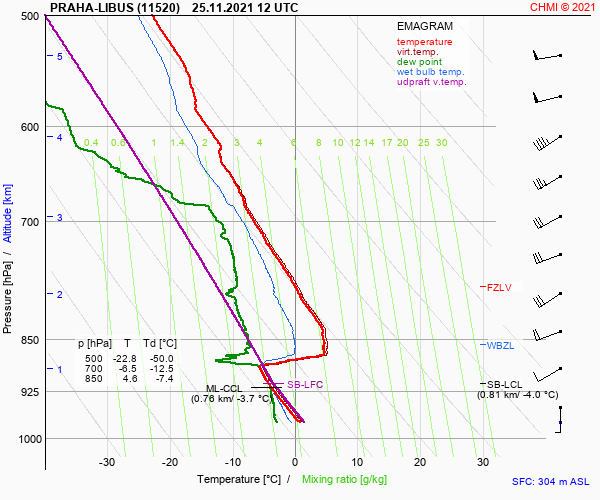 PRAHA-LIBUS (11520) 25.11.2021 12 UTC
CHMI © 2021
500
EMAGRAM
temperature
virt.temp.
dew point
wet bulb temp.
udpraft v.temp.
5
600
4
0.4 0.6 1 1.4 2 3 4 6 8 10 12 14 17 20 25 30
700
3
Pressure [hPa] / Altitude [km]
2
FZLV
850
WBZL
p [hPa] T Td [°C]
500 -22.8 -50.0
700 -6.5 -12.5
850 4.6 -7.4
1
925
ML-CCL
(0.76 km/ -3.7 °C)
SB-LFC
SB-LCL
(0.81 km/ -4.0 °C)
1000
-30 -20 -10 0 10 20 30
Temperature [°C] / Mixing ratio [g/kg]
SFC: 304 m ASL